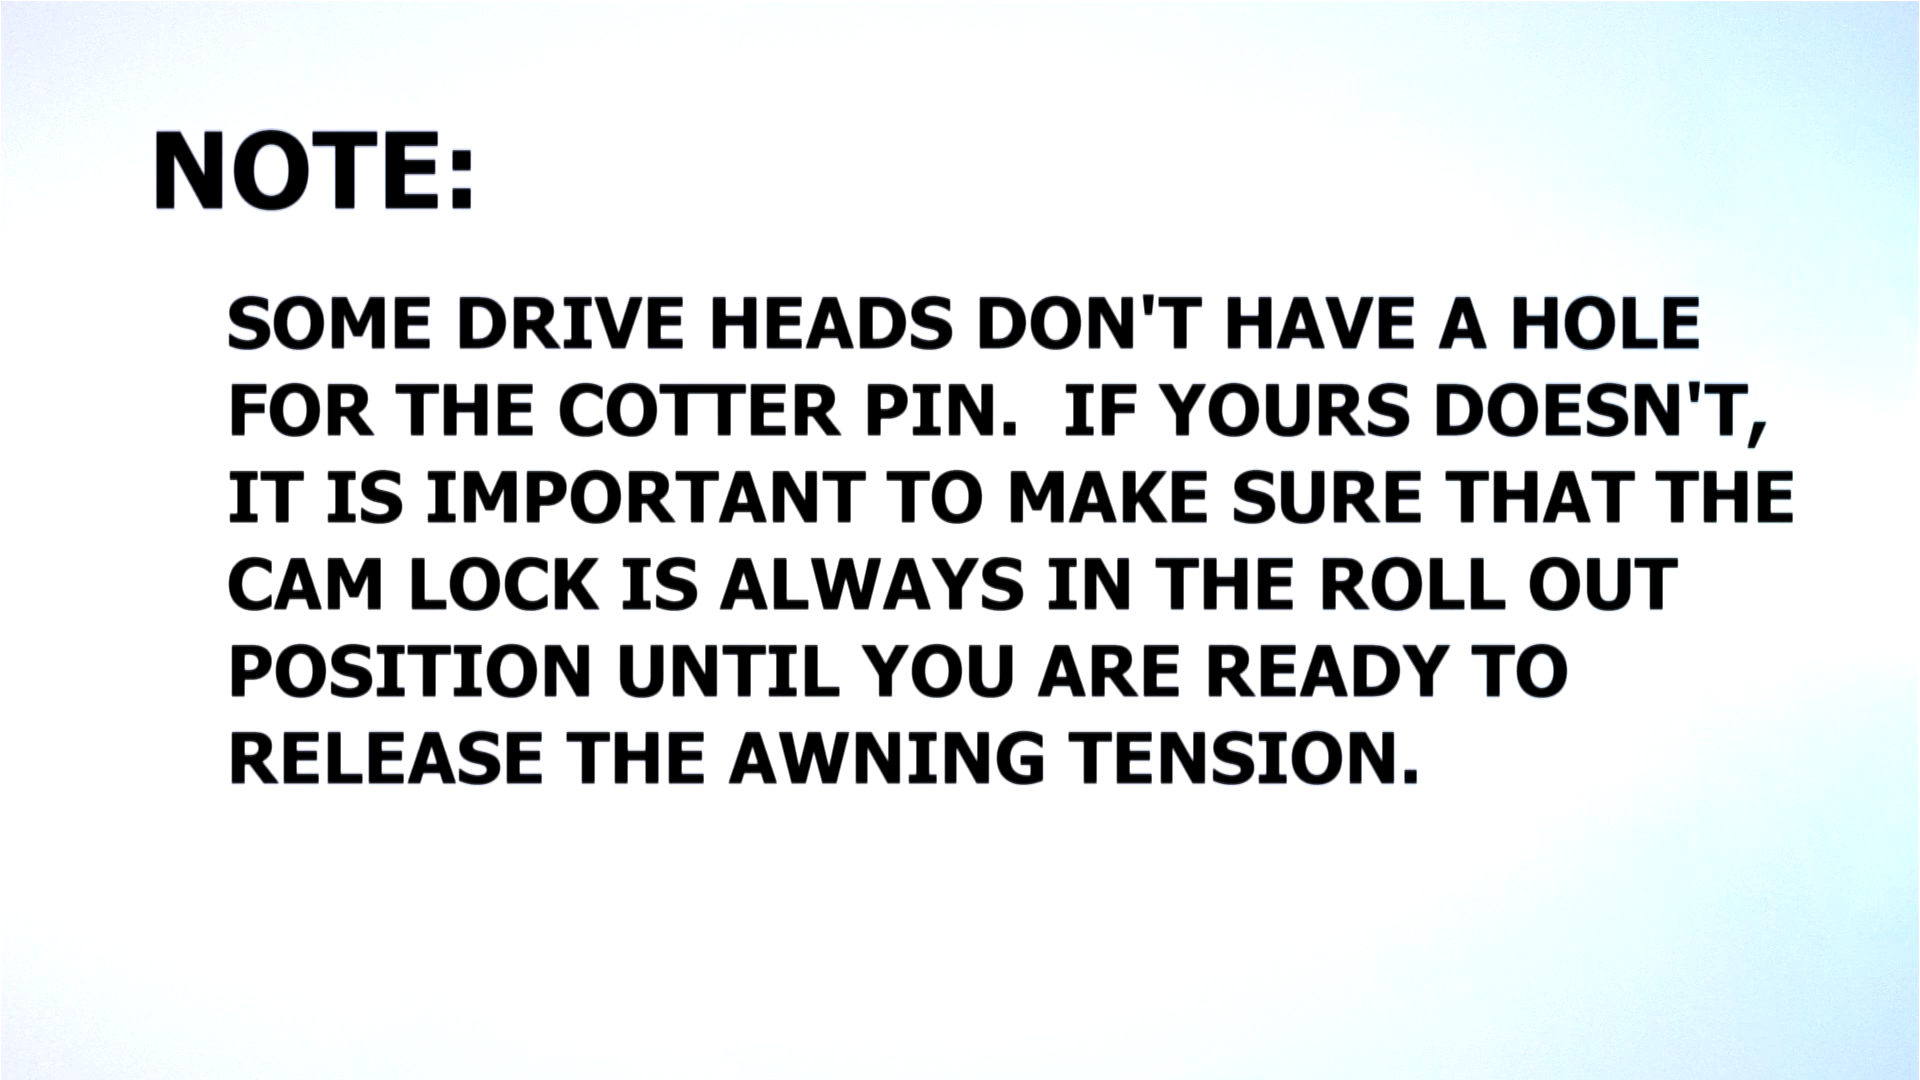 NOTE:
SOME DRIVE HEADS DON'T HAVE A HOLE
FOR THE COTTER PIN.  IF YOURS DOESN'T,
IT IS IMPORTANT TO MAKE SURE THAT THE
CAM LOCK IS ALWAYS IN THE ROLL OUT
POSITION UNTIL YOU ARE READY TO
RELEASE THE AWNING TENSION.